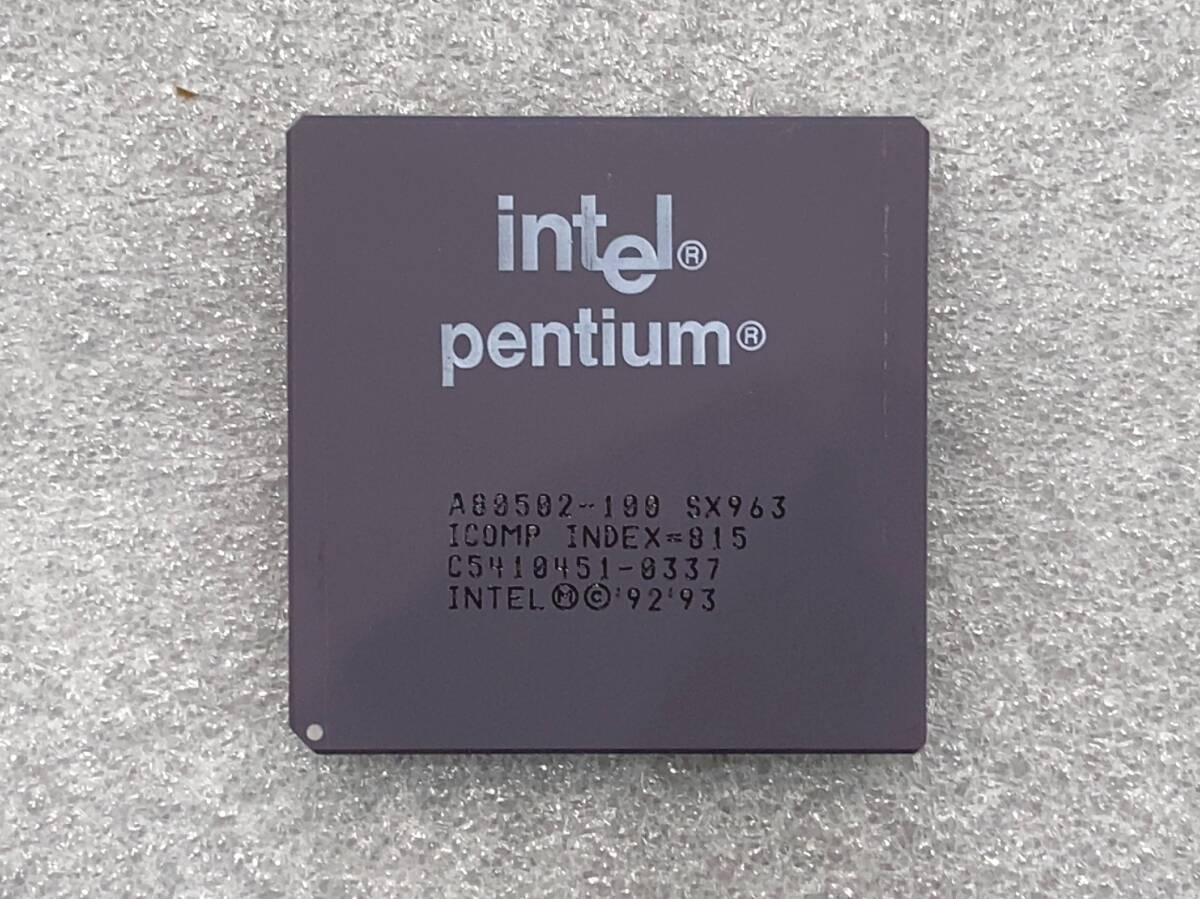 intel®
pentium®
A80502-100 SX963
ICOMP INDEX=815
C5410451-0337
INTEL Ⓜ © '92 '93